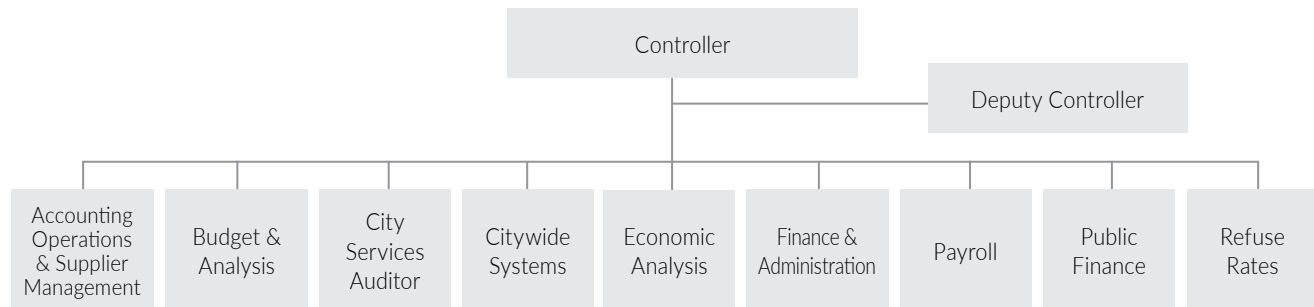 Controller
Deputy Controller
Accounting
Operations
& Supplier
Management
Budget &
Analysis
City
Services
Auditor
Citywide
Systems
Economic
Analysis
Finance &
Administration
Payroll
Public
Finance
Refuse
Rates